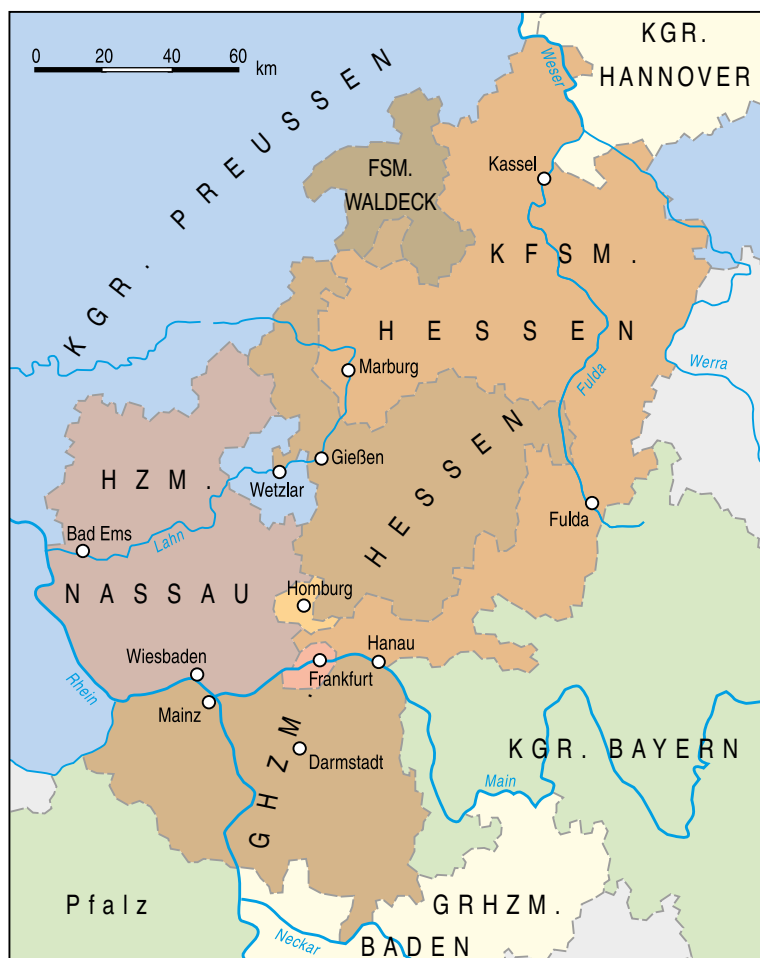 KGR.
HANNOVER
0 20 40 60
km
Weser
KGR. PREUSSEN
FSM.
WALDECK
Kassel
KFSM.
HESSEN
Marburg
Fulda
Werra
HESSEN
Gießen
HZM.
Wetzlar
Fulda
Bad Ems
Lahn
Homburg
NASSAU
Hanau
Wiesbaden
Frankfurt
Rhein
Mainz
GHZM.
Darmstadt
KGR. BAYERN
Main
Pfalz
GRHZM.
BADEN
Neckar